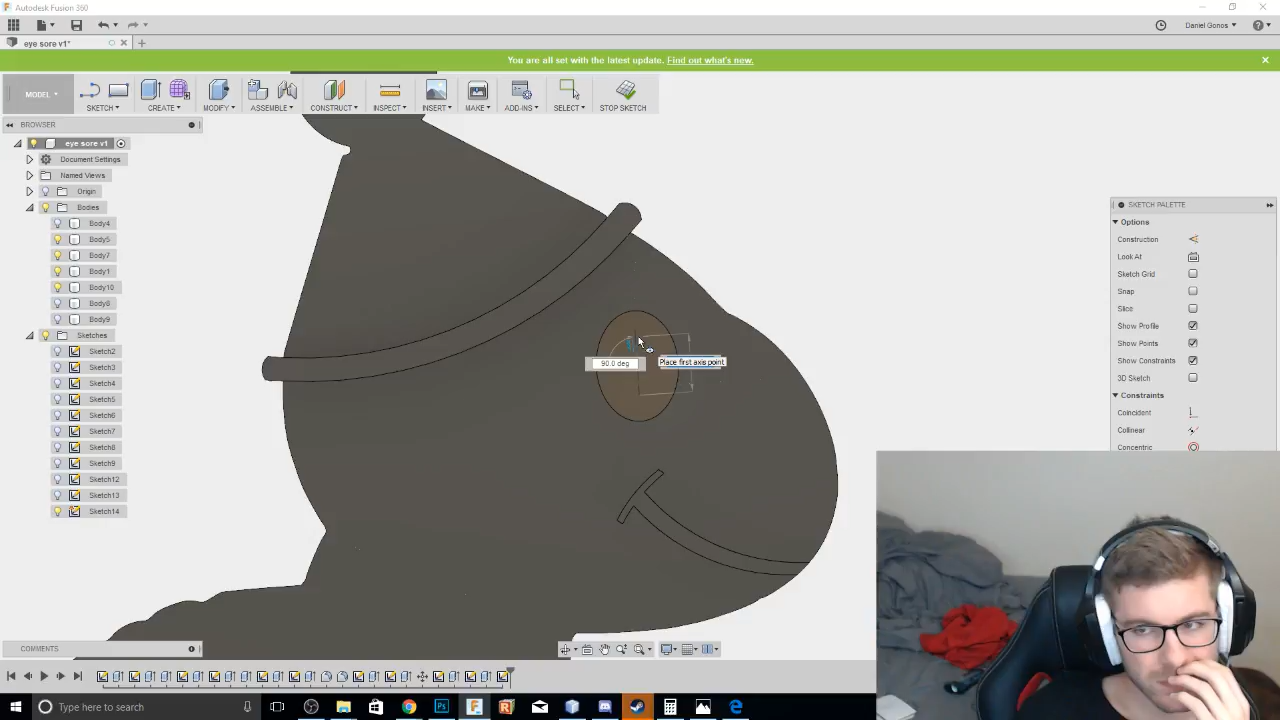 Autodesk Fusion 360
Daniel Gonos
eye sore v1*
You are all set with the latest update. Find out what's new.
MODEL
SKETCH
CREATE
MODIFY
ASSEMBLE
CONSTRUCT
INSPECT
INSERT
MAKE
ADD-INS
SELECT
STOP SKETCH
BROWSER
eye sore v1
Document Settings
Named Views
Origin
Bodies
Body4
Body5
Body7
Body1
Body10
Body8
Body9
Sketches
Sketch2
Sketch3
Sketch4
Sketch5
Sketch6
Sketch7
Sketch8
Sketch9
Sketch12
Sketch13
Sketch14
90.0 deg
Place first axis point
SKETCH PALETTE
Options
Construction
Look At
Sketch Grid
Snap
Slice
Show Profile
Show Points
Show Constraints
3D Sketch
Constraints
Coincident
Collinear
Concentric
COMMENTS
Type here to search